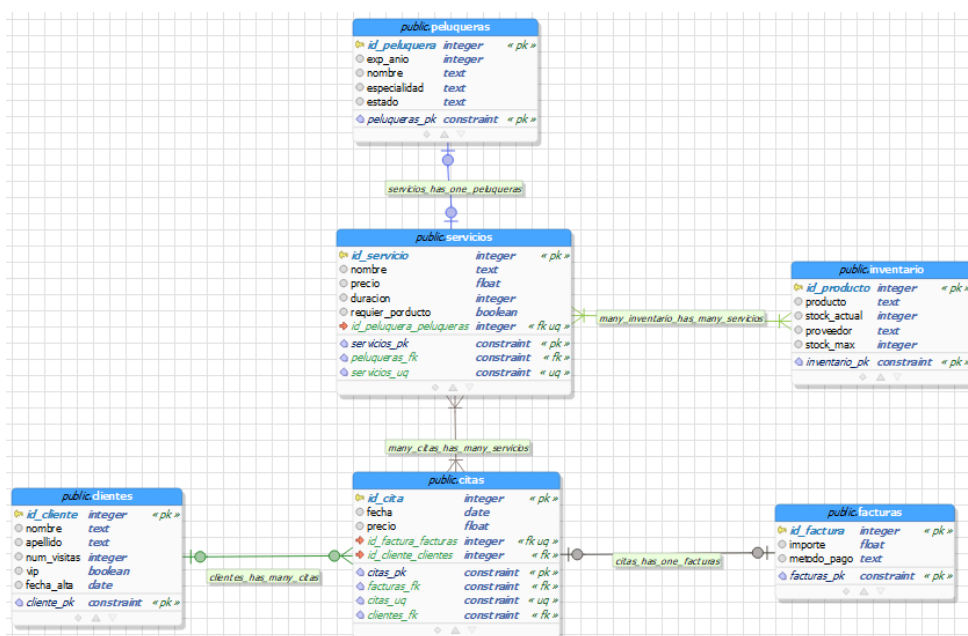 public.peluqueras
id_peluquera integer « pk »
exp_anio integer
nombre text
especialidad text
estado text
peluqueras_pk constraint « pk »
servicios_has_one_peluqueras
public.servicios
id_servicio integer « pk »
nombre text
precio float
duracion integer
requier_porducto boolean
id_peluquera_peluqueras integer « fk uq »
servicios_pk constraint « pk »
peluqueras_fk constraint « fk »
servicios_uq constraint « uq »
many_inventario_has_many_servicios
public.inventario
id_producto integer « pk »
producto text
stock_actual integer
proveedor text
stock_max integer
inventario_pk constraint « pk »
many_citas_has_many_servicios
public.clientes
id_cliente integer « pk »
nombre text
apellido text
num_visitas integer
vip boolean
fecha_alta date
cliente_pk constraint « pk »
clientes_has_many_citas
public.citas
id_cita integer « pk »
fecha date
precio float
id_factura_facturas integer « fk uq »
id_cliente_clientes integer « fk »
citas_pk constraint « pk »
facturas_fk constraint « fk »
citas_uq constraint « uq »
clientes_fk constraint « fk »
citas_has_one_facturas
public.facturas
id_factura integer « pk »
importe float
metodo_pago text
facturas_pk constraint « pk »